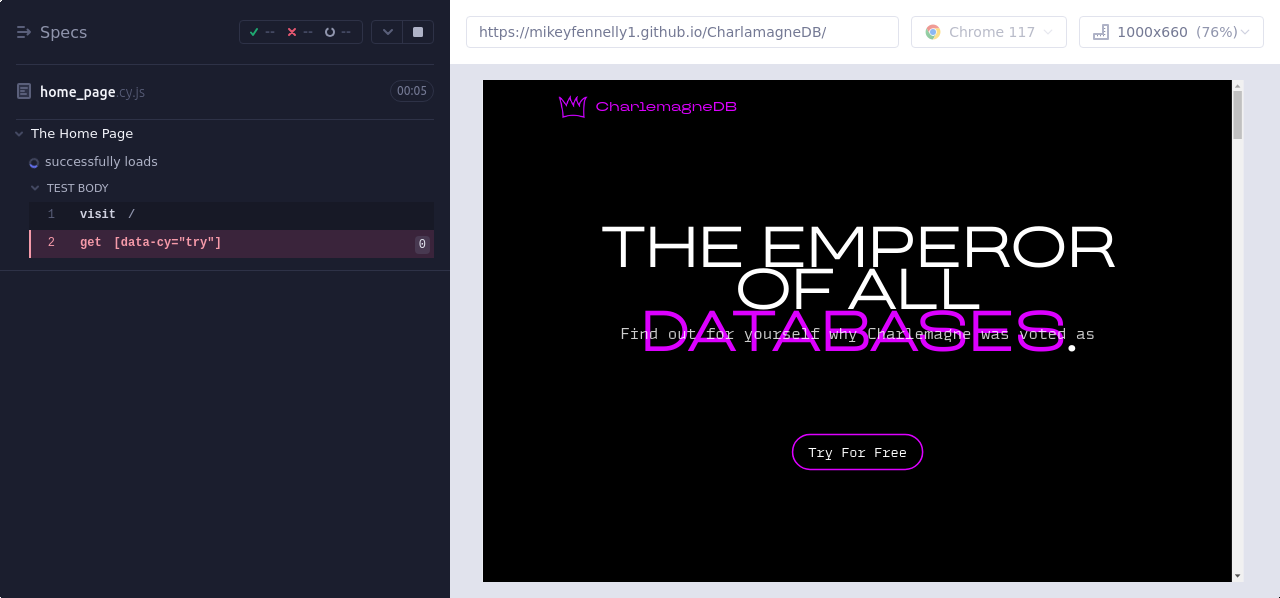 Specs
-- -- --
home_page.cy.js 00:05
The Home Page
successfully loads
TEST BODY
1 visit /
2 get [data-cy="try"] 0
https://mikeyfennelly1.github.io/CharlamagneDB/
Chrome 117
1000x660 (76%)
CharlemagneDB
THE EMPEROR
OF ALL
DATABASES.
Find out for yourself why Charlemagne was voted as
Try For Free